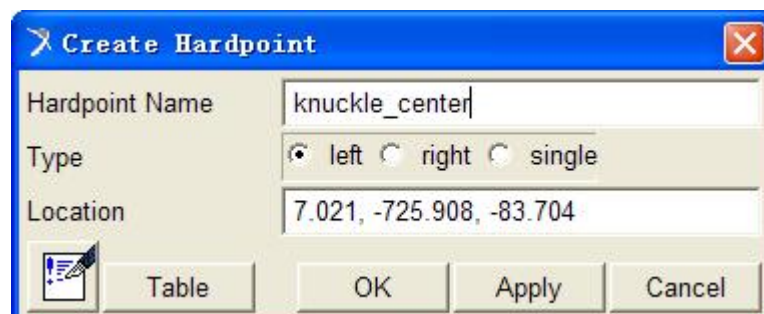 Create Hardpoint
Hardpoint Name knuckle_center
Type left right single
Location 7.021, -725.908, -83.704
Table OK Apply Cancel